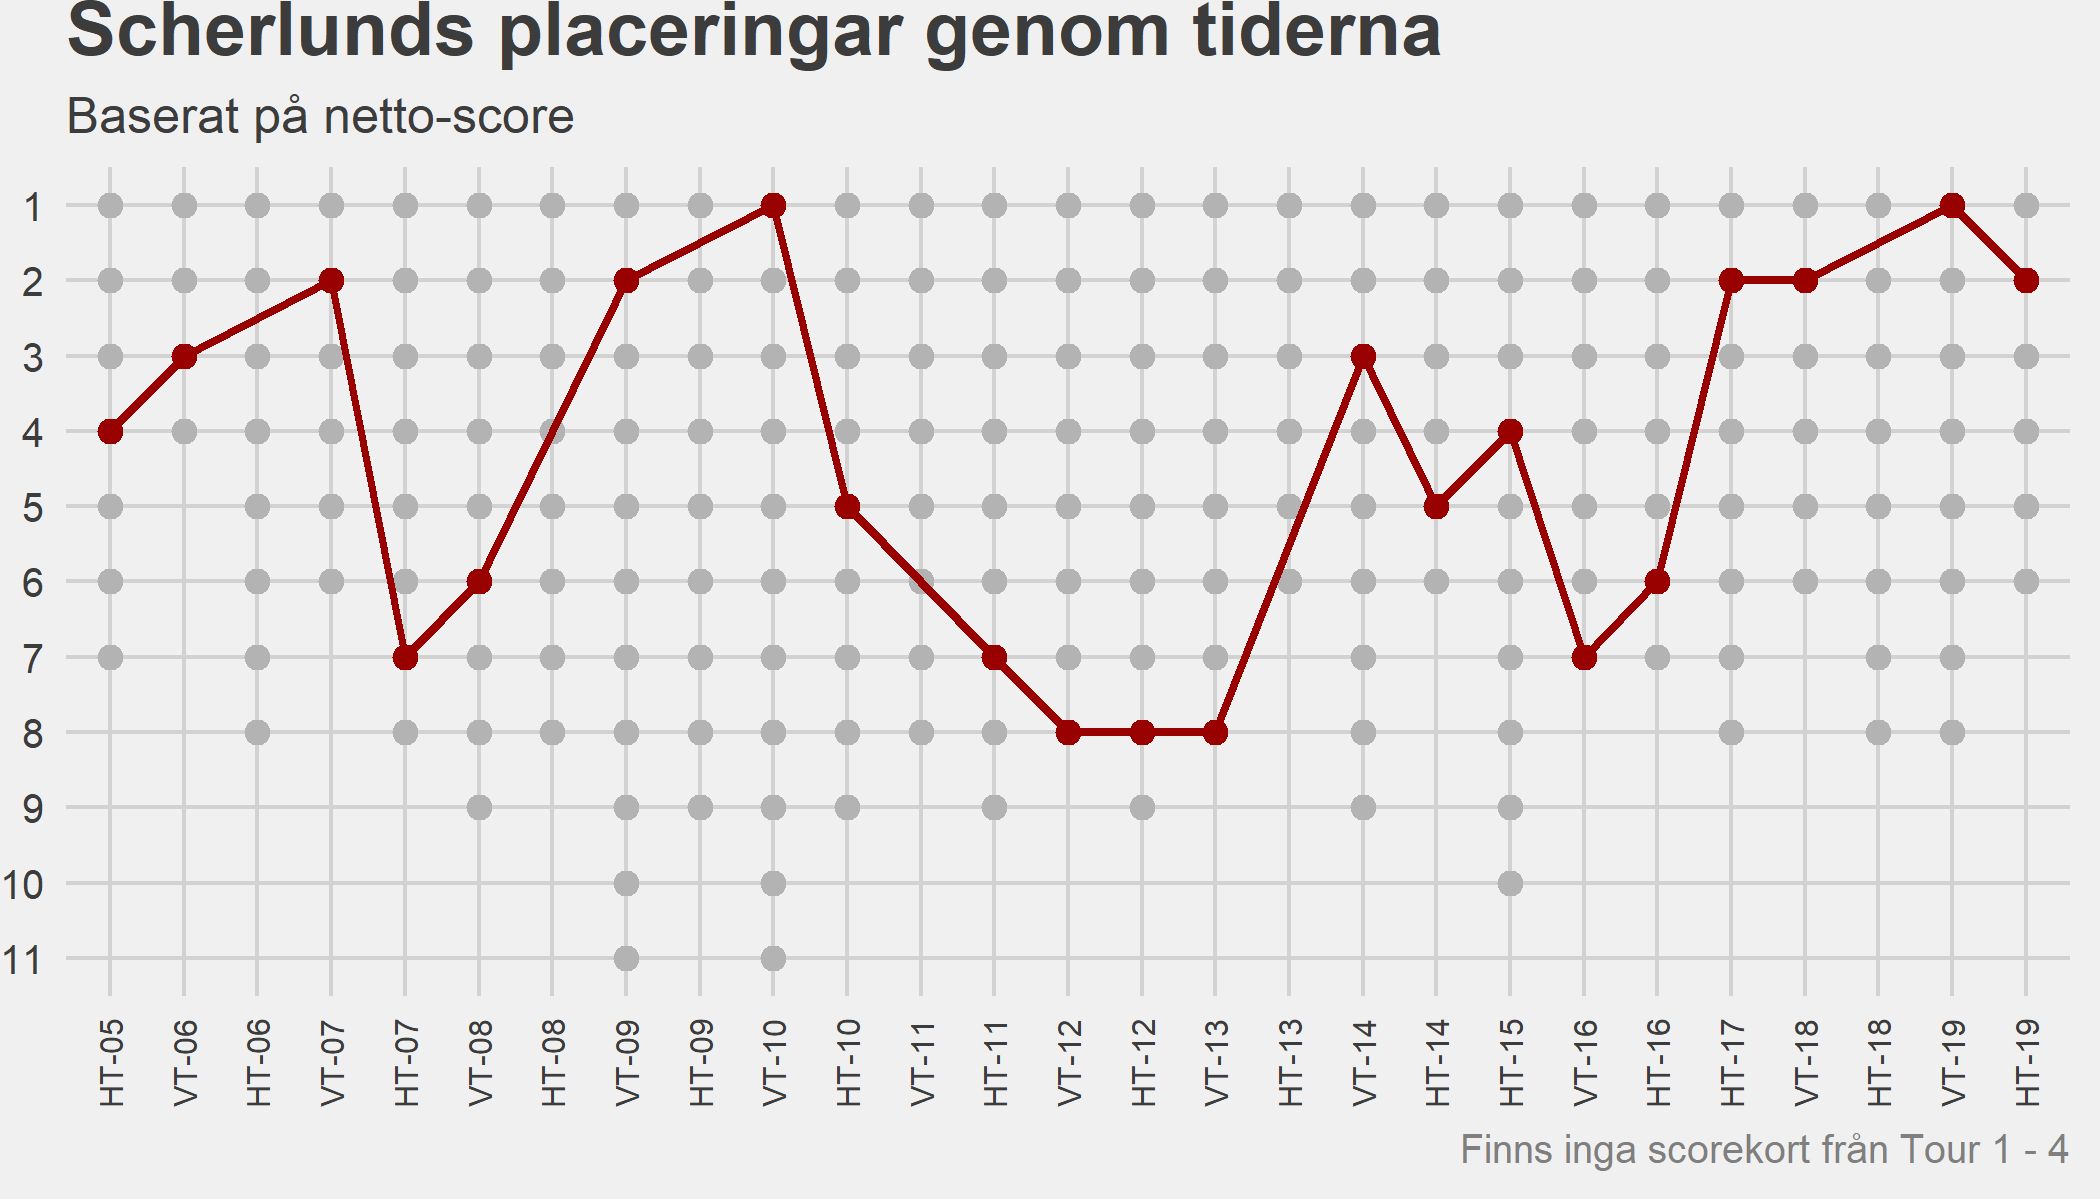 Scherlunds placeringar genom tiderna
Baserat på netto-score
1
2
3
4
5
6
7
8
9
10
11
HT-05
VT-06
HT-06
VT-07
HT-07
VT-08
HT-08
VT-09
HT-09
VT-10
HT-10
VT-11
HT-11
VT-12
HT-12
VT-13
HT-13
VT-14
HT-14
HT-15
VT-16
HT-16
HT-17
VT-18
HT-18
VT-19
HT-19
Finns inga scorekort från Tour 1 - 4